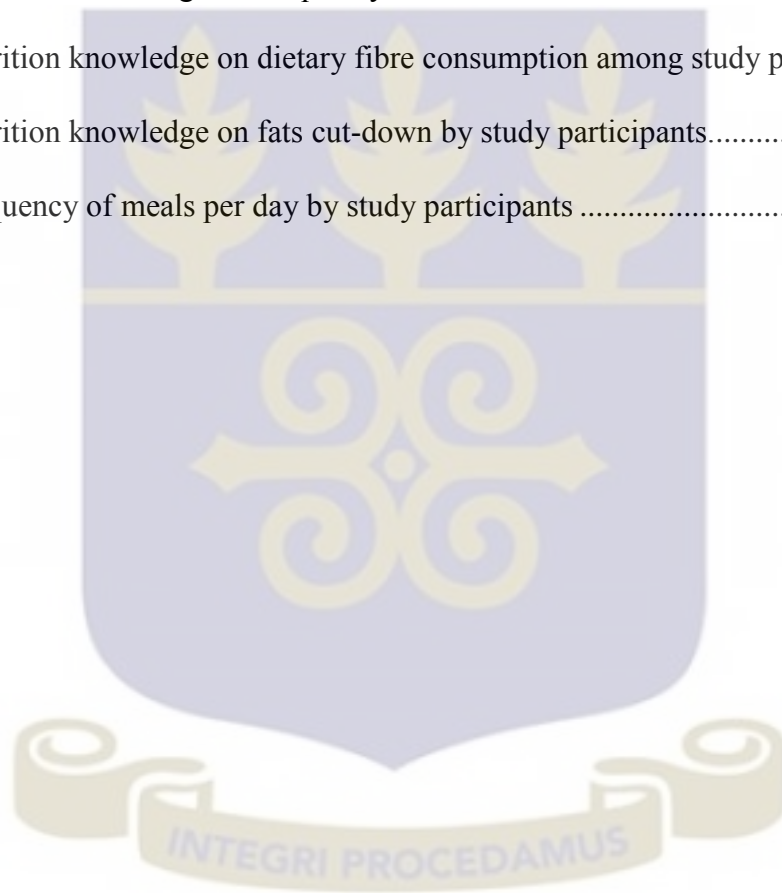 rition knowledge on dietary fibre consumption among study p
rition knowledge on fats cut-down by study participants..........
quency of meals per day by study participants ..........................
INTEGRI PROCEDAMUS